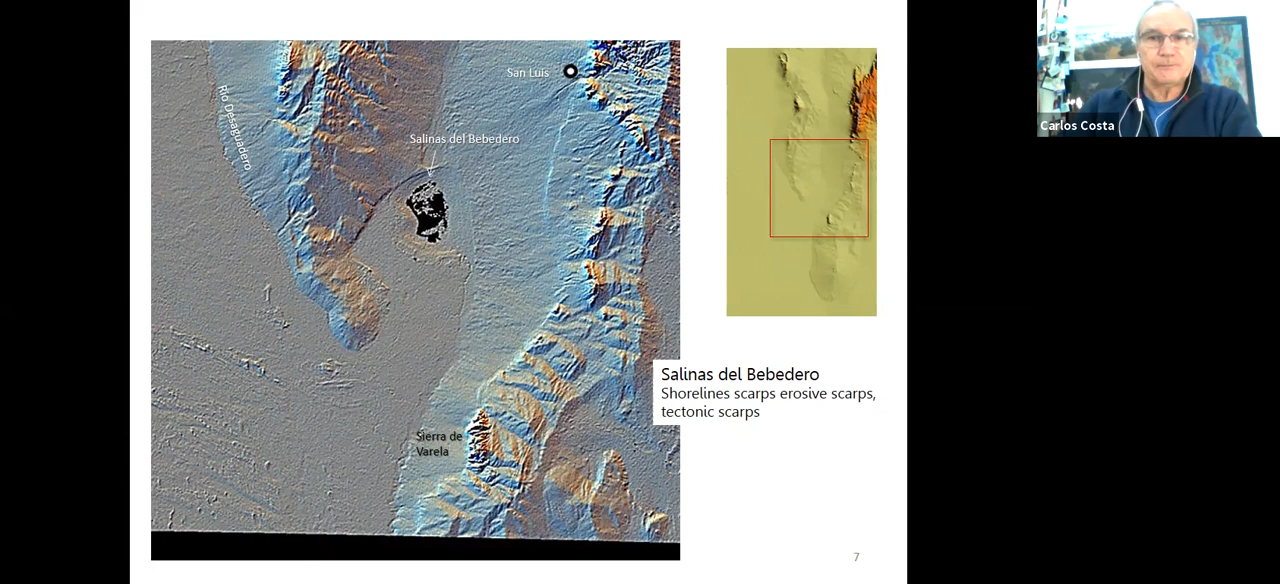 San Luis
Río Desaguadero
Salinas del Bebedero
Sierra de
Varela
Salinas del Bebedero
Shorelines scarps erosive scarps,
tectonic scarps
7
Carlos Costa